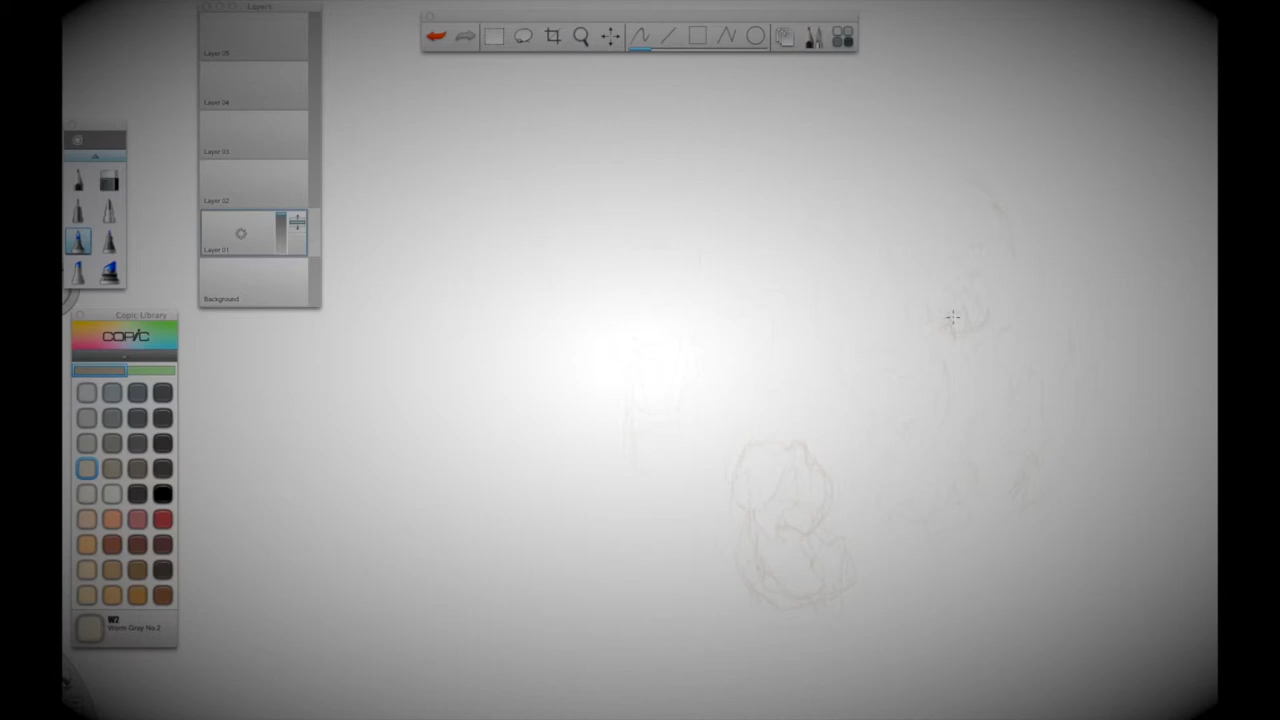 Layers
Layer 05
Layer 04
Layer 03
Layer 02
Layer 01
Background
Copic Library
COPIC
W2
Warm Gray No.2